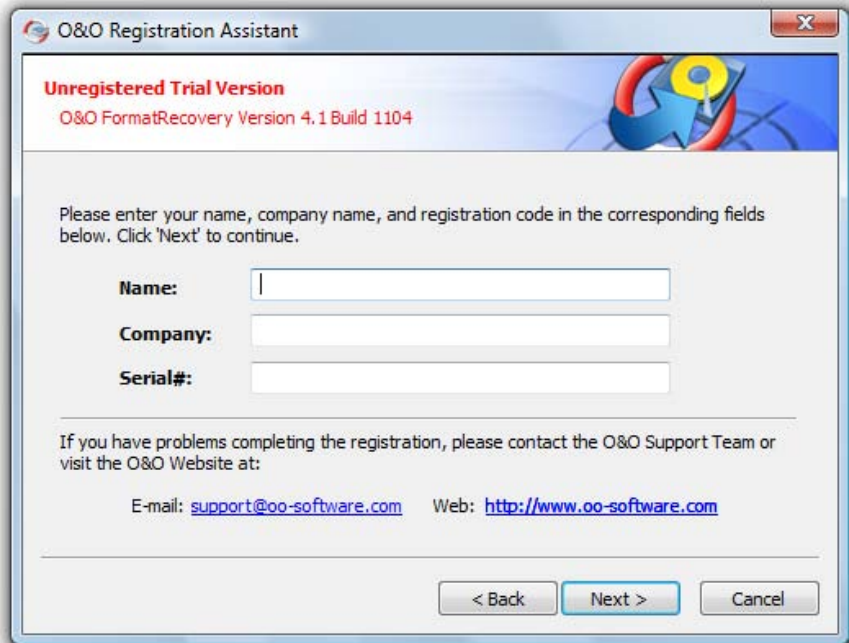 O&O Registration Assistant
Unregistered Trial Version
O&O FormatRecovery Version 4.1 Build 1104
Please enter your name, company name, and registration code in the corresponding fields
below. Click 'Next' to continue.
Name:
Company:
Serial#:
If you have problems completing the registration, please contact the O&O Support Team or
visit the O&O Website at:
E-mail: support@oo-software.com Web: http://www.oo-software.com
< Back Next > Cancel